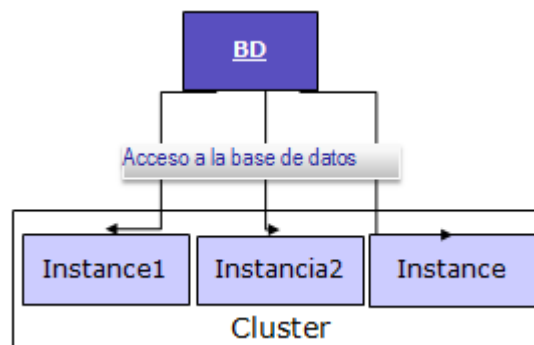 BD
Acceso a la base de datos
Instance1
Instancia2
Instance
Cluster